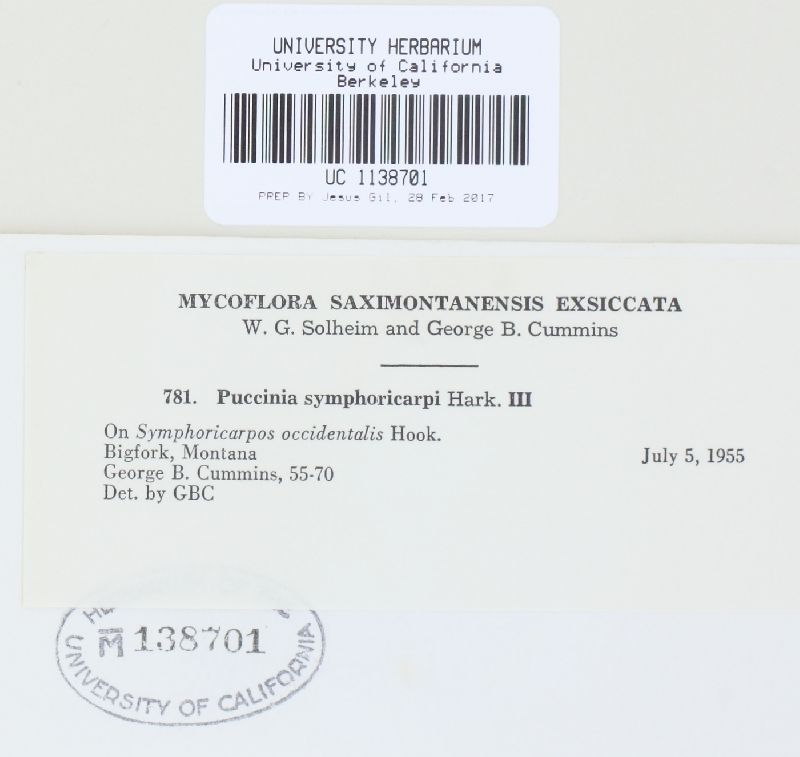 UNIVERSITY HERBARIUM
University of California
Berkeley
UC 1138701
PREP BY Jesus Gil, 28 Feb 2017
MYCOFLORA SAXIMONTANENSIS EXSICCATA
W. G. Solheim and George B. Cummins
781. Puccinia symphoricarpi Hark. III
On Symphoricarpos occidentalis Hook.
Bigfork, Montana July 5, 1955
George B. Cummins, 55-70
Det. by GBC
M̅ 138701
UNIVERSITY OF CALIFORNIA